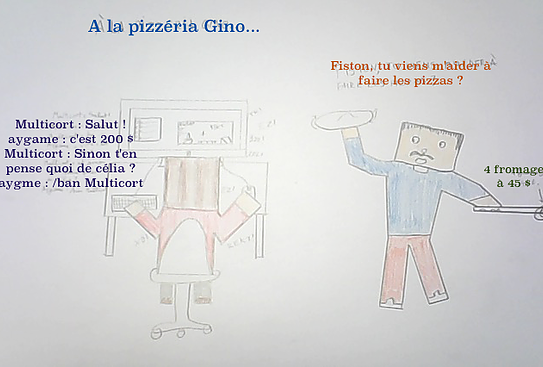 A la pizzéria Gino...
Fiston, tu viens m'aider à
faire les pizzas ?
Multicort : Salut !
aygame : c'est 200 $
Multicort : Sinon t'en
pense quoi de célia ?
aygme : /ban Multicort
4 fromage
à 45 $